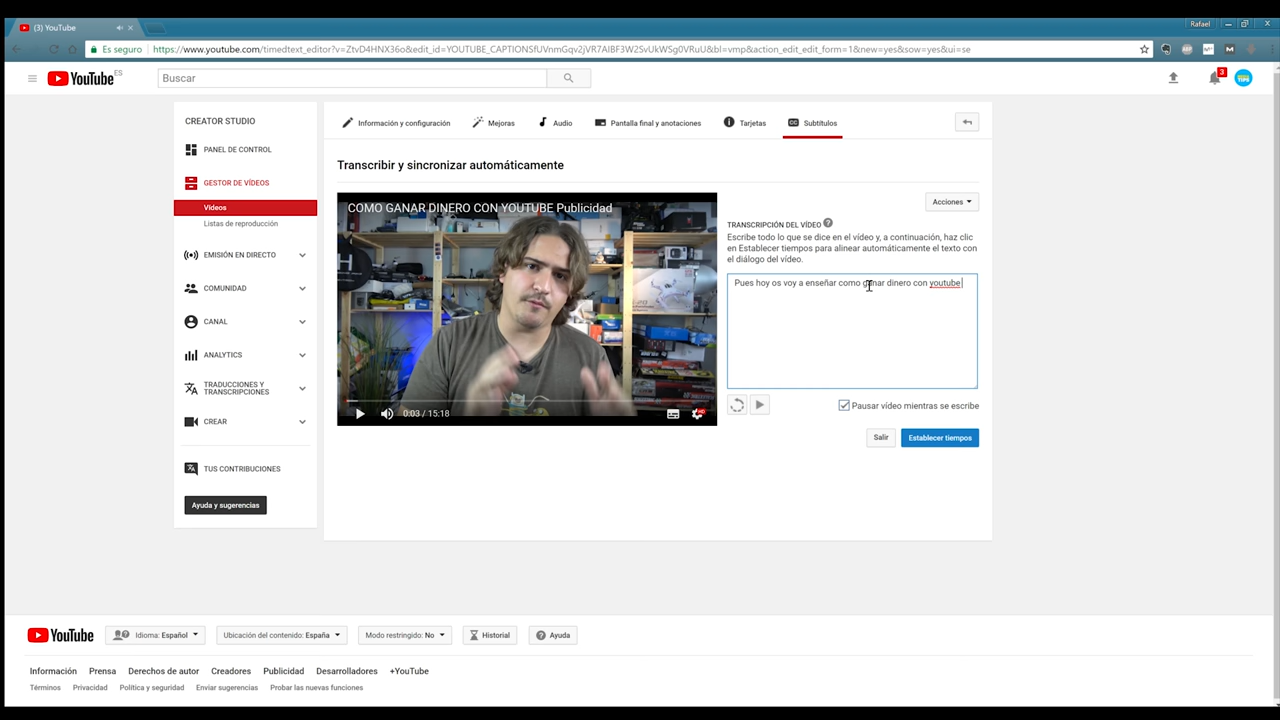 (3) YouTube
Rafael
Es seguro
https://www.youtube.com/timedtext_editor?v=ZtvD4HNX36o&edit_id=YOUTUBE_CAPTIONSfUVnmGqv2jVR7AlBF3W2SvUkWSg0VRuU&bl=vmp&action_edit_edit_form=1&new=yes&sow=yes&ui=se
YouTube ES
Buscar
3
CREATOR STUDIO
PANEL DE CONTROL
GESTOR DE VÍDEOS
Vídeos
Listas de reproducción
EMISIÓN EN DIRECTO
COMUNIDAD
CANAL
ANALYTICS
TRADUCCIONES Y
TRANSCRIPCIONES
CREAR
TUS CONTRIBUCIONES
Ayuda y sugerencias
Información y configuración
Mejoras
Audio
Pantalla final y anotaciones
Tarjetas
CC Subtítulos
Transcribir y sincronizar automáticamente
COMO GANAR DINERO CON YOUTUBE Publicidad
0:03 / 15:18
HD
Acciones
TRANSCRIPCIÓN DEL VÍDEO ?
Escribe todo lo que se dice en el vídeo y, a continuación, haz clic
en Establecer tiempos para alinear automáticamente el texto con
el diálogo del vídeo.
Pues hoy os voy a enseñar como ganar dinero con youtube
Pausar vídeo mientras se escribe
Salir
Establecer tiempos
YouTube
Idioma: Español
Ubicación del contenido: España
Modo restringido: No
Historial
Ayuda
Información
Prensa
Derechos de autor
Creadores
Publicidad
Desarrolladores
+YouTube
Términos
Privacidad
Política y seguridad
Enviar sugerencias
Probar las nuevas funciones